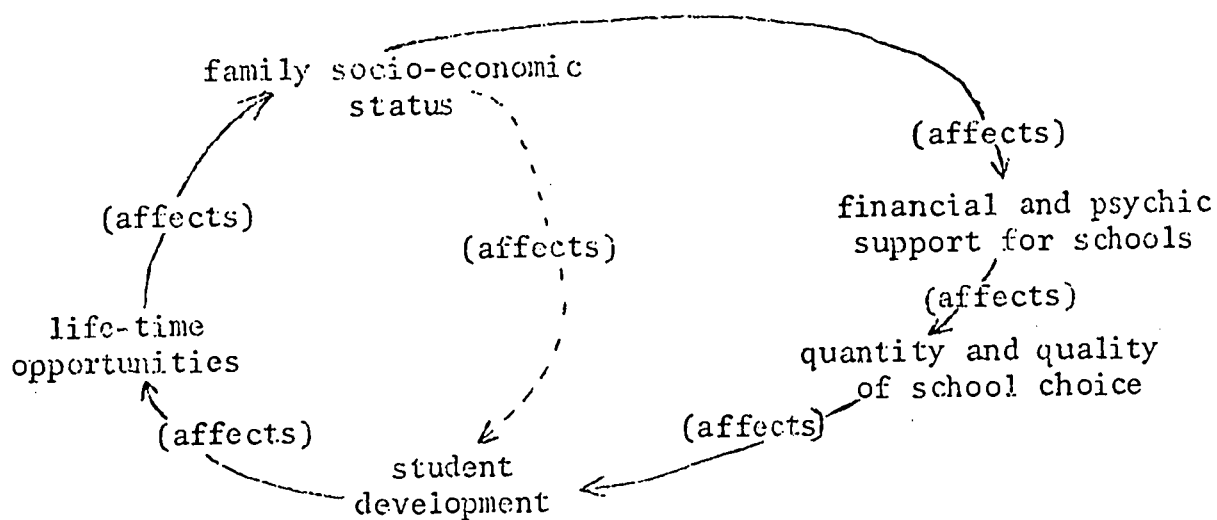 family socio-economic
status
(affects)
financial and psychic
support for schools
(affects)
quantity and quality
of school choice
(affects)
student
development
(affects)
life-time
opportunities
(affects)
(affects)